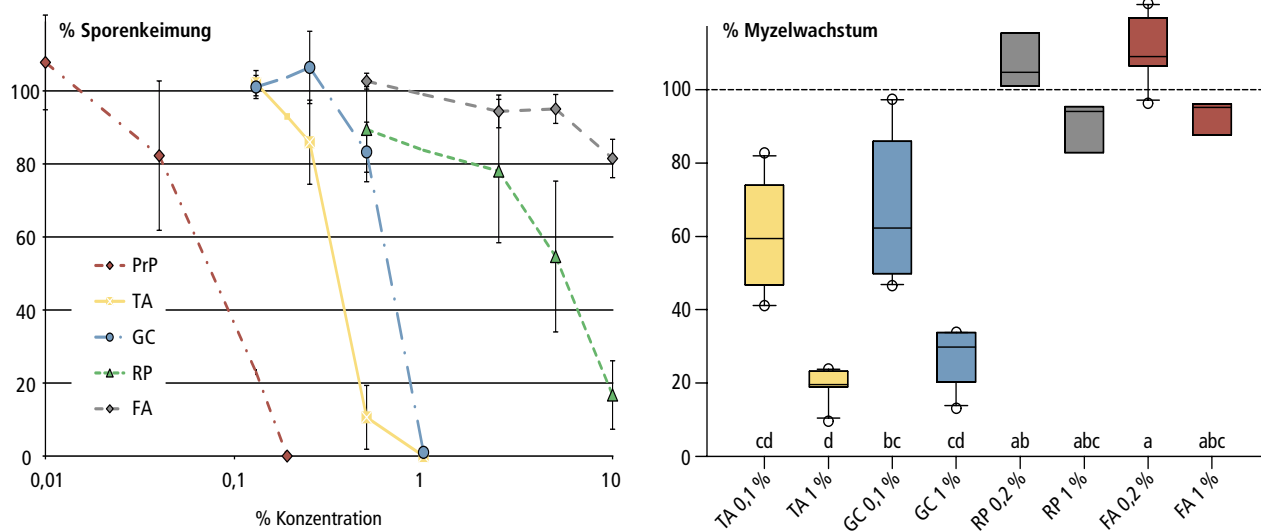 % Sporenkeimung
100
80
60
40
20
0
PrP
TA
GC
RP
FA
0,01
0,1
1
10
% Konzentration
% Myzelwachstum
100
80
60
40
20
0
cd
d
bc
cd
ab
abc
a
abc
TA 0,1 %
TA 1 %
GC 0,1 %
GC 1 %
RP 0,2 %
RP 1 %
FA 0,2 %
FA 1 %